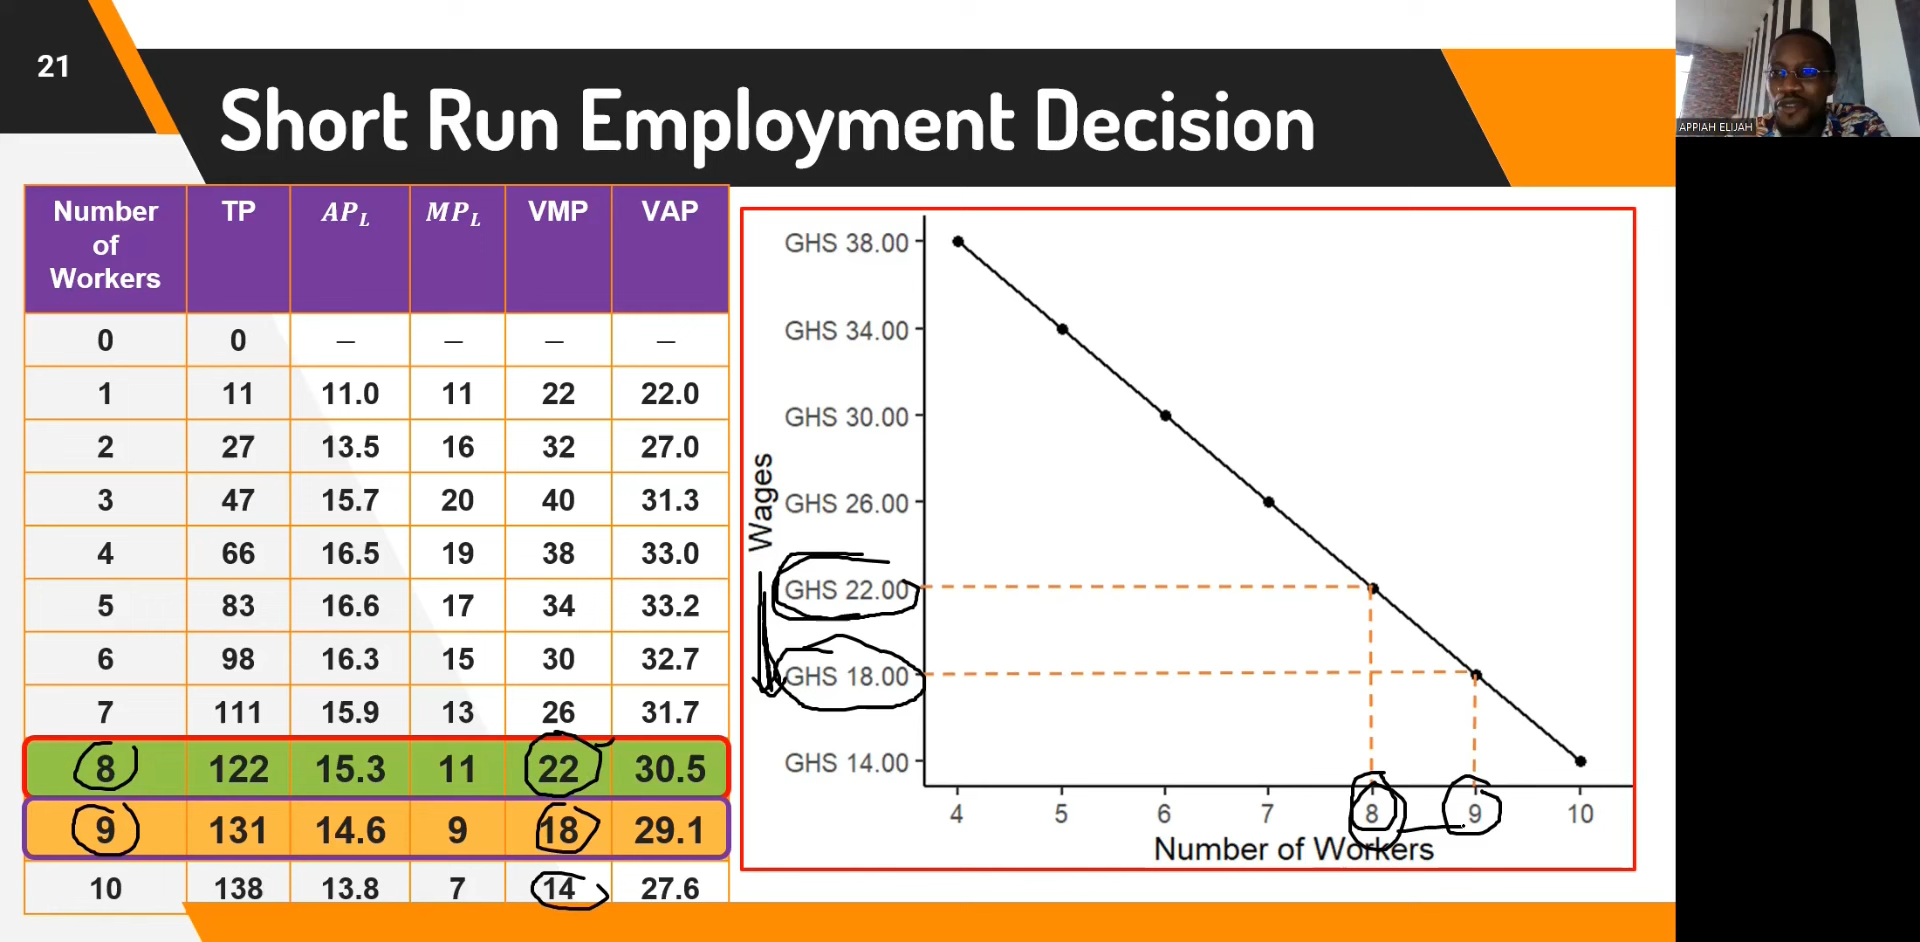 21
Short Run Employment Decision
APPIAH ELIJAH
Number of Workers TP AP_L MP_L VMP VAP
0 0 – – – –
1 11 11.0 11 22 22.0
2 27 13.5 16 32 27.0
3 47 15.7 20 40 31.3
4 66 16.5 19 38 33.0
5 83 16.6 17 34 33.2
6 98 16.3 15 30 32.7
7 111 15.9 13 26 31.7
8 122 15.3 11 22 30.5
9 131 14.6 9 18 29.1
10 138 13.8 7 14 27.6
Wages
GHS 38.00
GHS 34.00
GHS 30.00
GHS 26.00
GHS 22.00
GHS 18.00
GHS 14.00
4 5 6 7 8 9 10
Number of Workers